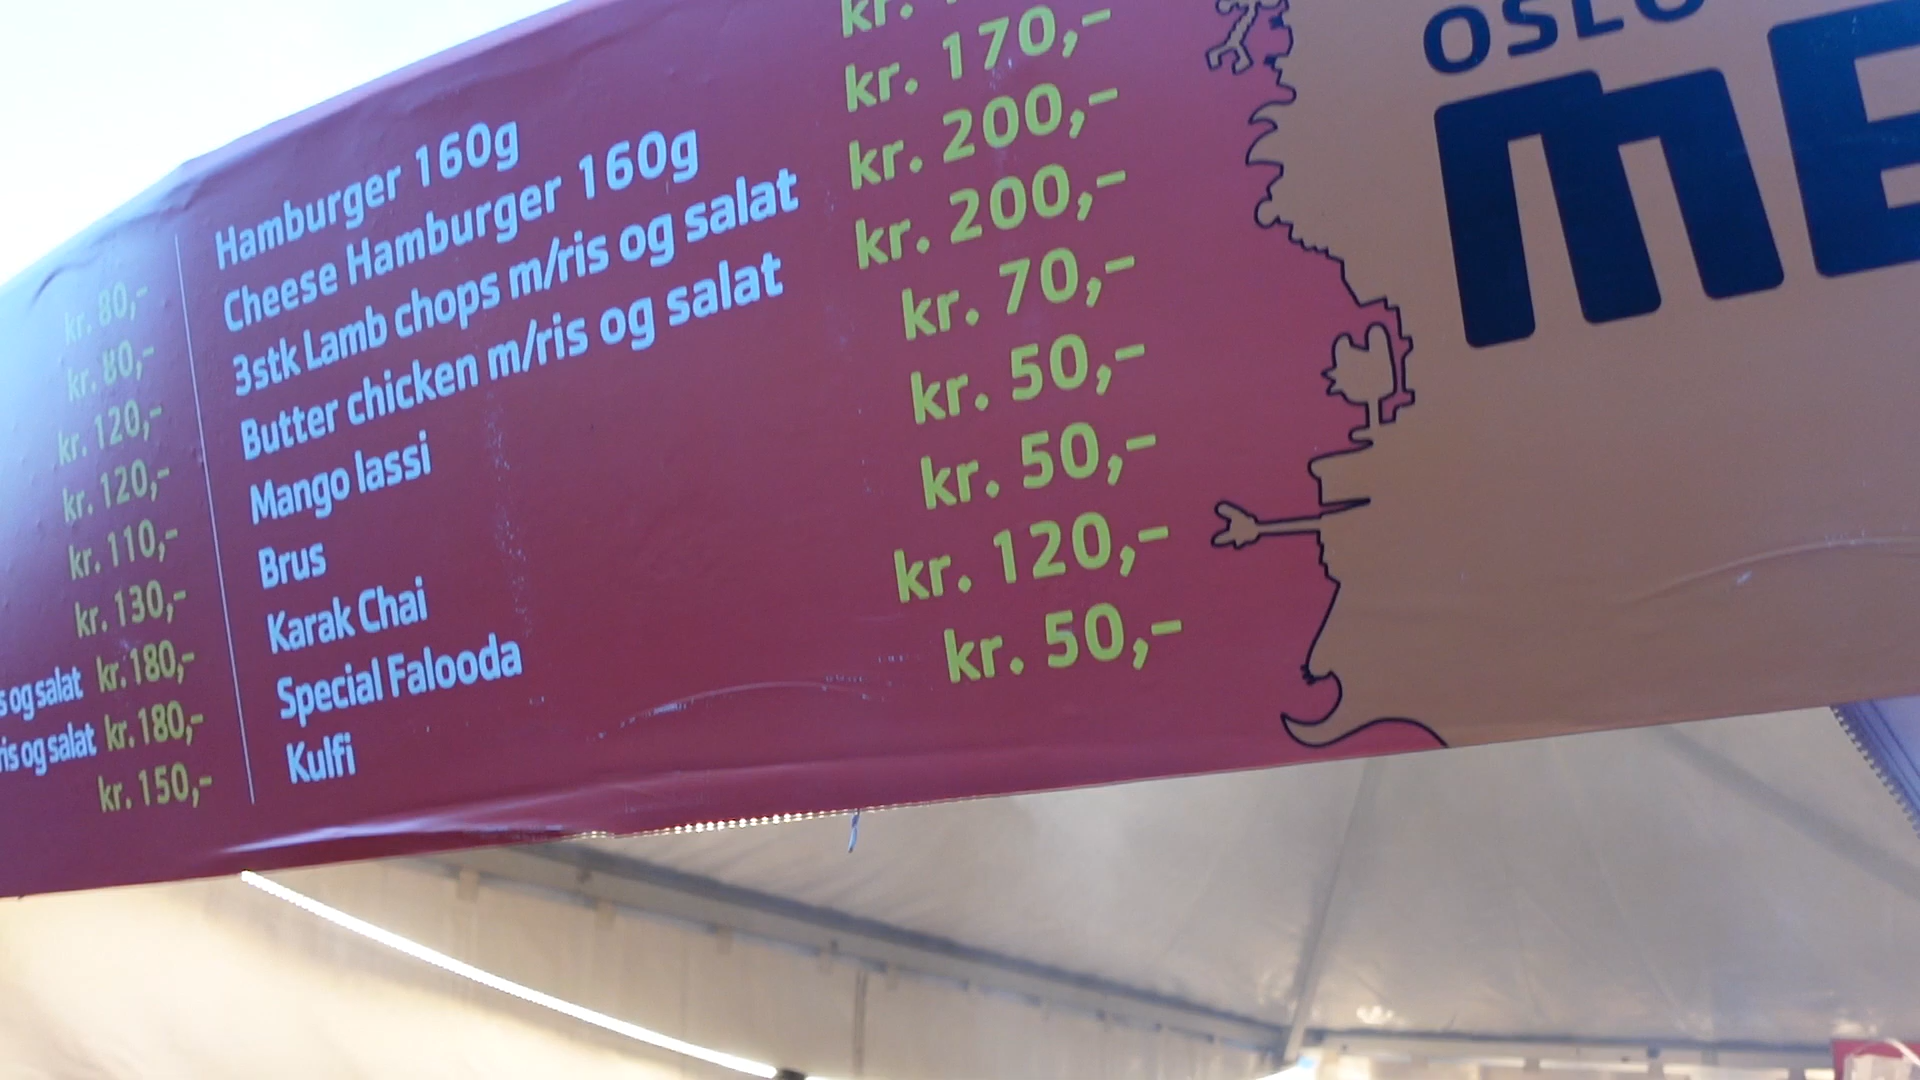 kr. 80,-
kr. 80,-
kr. 120,-
kr. 120,-
kr. 110,-
kr. 130,-
og salat kr. 180,-
og salat kr. 180,-
kr. 150,-
Hamburger 160g kr.
Cheese Hamburger 160g kr. 170,-
3stk Lamb chops m/ris og salat kr. 200,-
Butter chicken m/ris og salat kr. 200,-
Mango lassi kr. 70,-
Brus kr. 50,-
Karak Chai kr. 50,-
Special Falooda kr. 120,-
Kulfi kr. 50,-
OSLO
ME